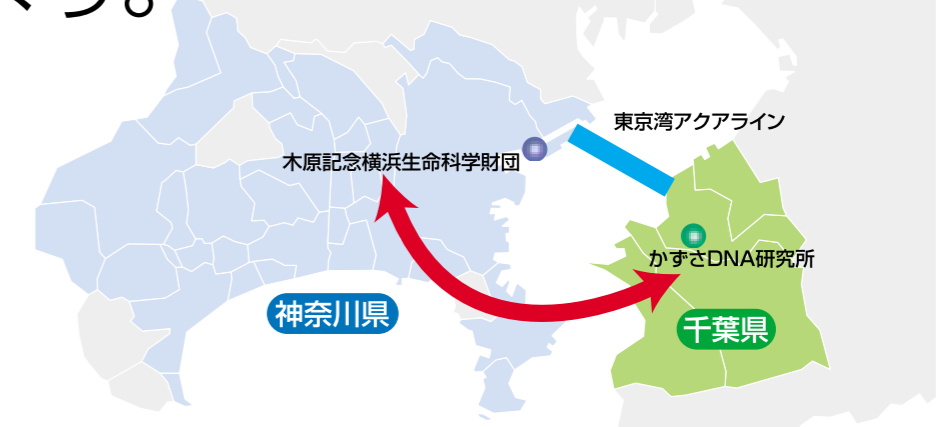 う。
東京湾アクアライン
木原記念横浜生命科学財団
かずさDNA研究所
神奈川県
千葉県